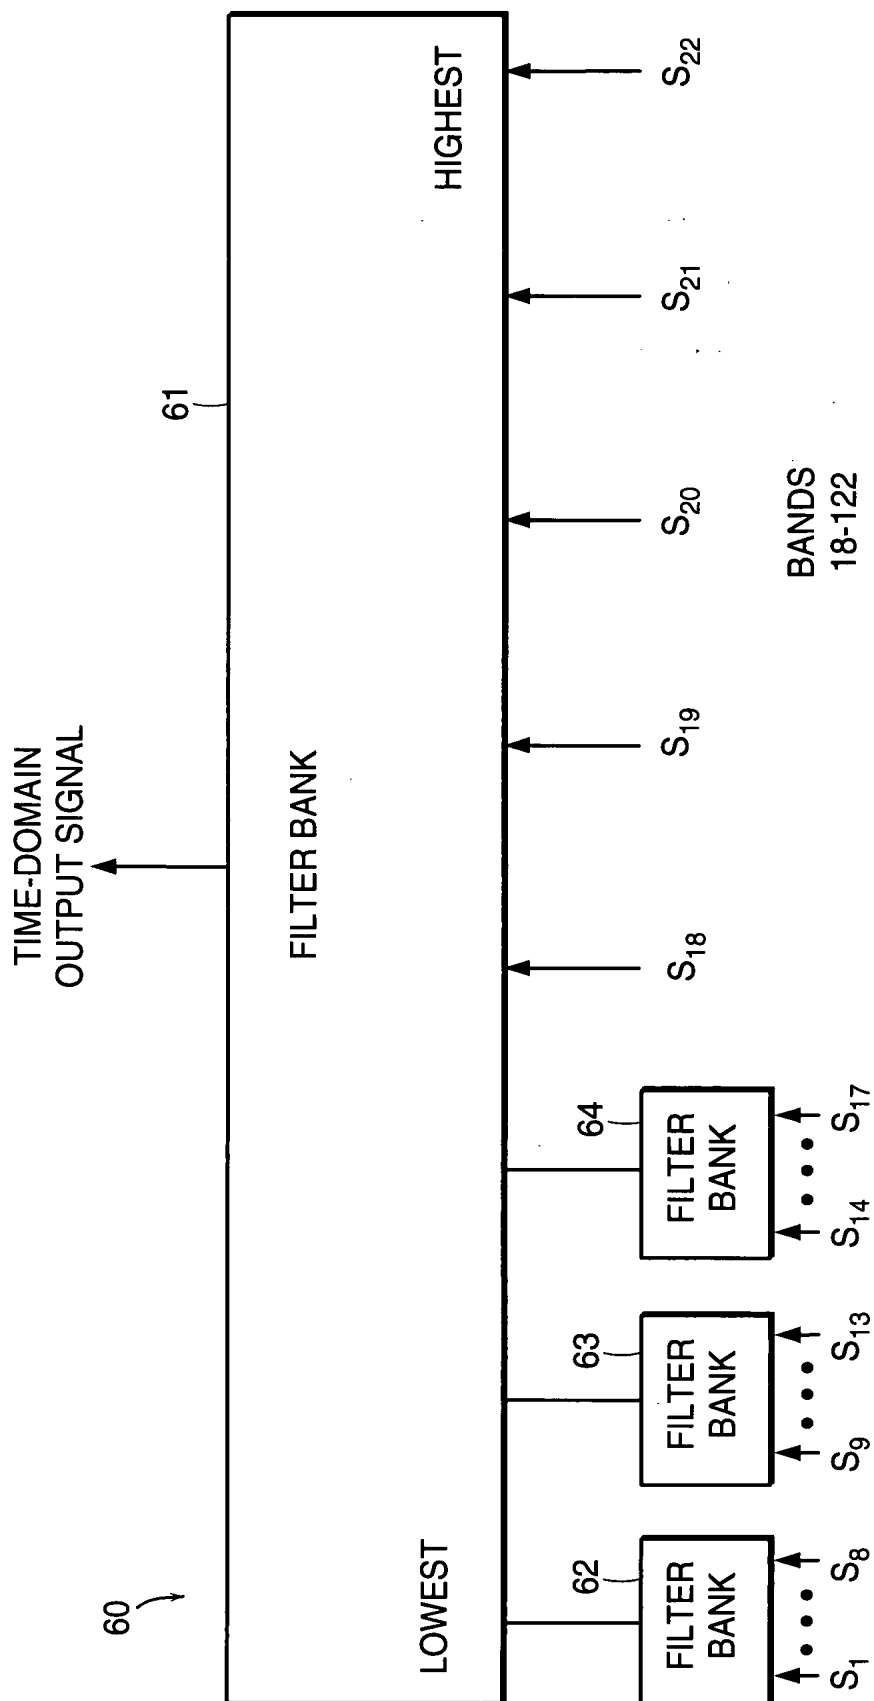 TIME-DOMAIN
OUTPUT SIGNAL
60
61
FILTER BANK
LOWEST
HIGHEST
62
FILTER
BANK
63
FILTER
BANK
64
FILTER
BANK
S1
S8
S9
S13
S14
S17
S18
S19
S20
S21
S22
BANDS
18-122